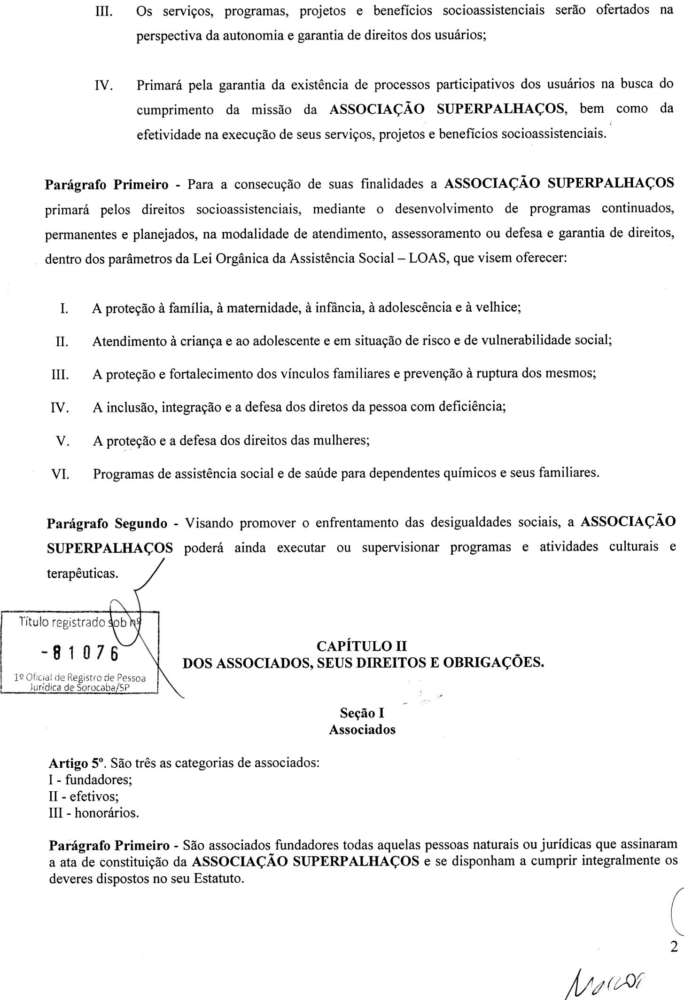 III. Os serviços, programas, projetos e benefícios socioassistenciais serão ofertados na
perspectiva da autonomia e garantia de direitos dos usuários;
IV. Primará pela garantia da existência de processos participativos dos usuários na busca do
cumprimento da missão da ASSOCIAÇÃO SUPERPALHAÇOS, bem como da
efetividade na execução de seus serviços, projetos e benefícios socioassistenciais.
Parágrafo Primeiro - Para a consecução de suas finalidades a ASSOCIAÇÃO SUPERPALHAÇOS
primará pelos direitos socioassistenciais, mediante o desenvolvimento de programas continuados,
permanentes e planejados, na modalidade de atendimento, assessoramento ou defesa e garantia de direitos,
dentro dos parâmetros da Lei Orgânica da Assistência Social – LOAS, que visem oferecer:
I. A proteção à família, à maternidade, à infância, à adolescência e à velhice;
II. Atendimento à criança e ao adolescente e em situação de risco e de vulnerabilidade social;
III. A proteção e fortalecimento dos vínculos familiares e prevenção à ruptura dos mesmos;
IV. A inclusão, integração e a defesa dos diretos da pessoa com deficiência;
V. A proteção e a defesa dos direitos das mulheres;
VI. Programas de assistência social e de saúde para dependentes químicos e seus familiares.
Parágrafo Segundo - Visando promover o enfrentamento das desigualdades sociais, a ASSOCIAÇÃO
SUPERPALHAÇOS poderá ainda executar ou supervisionar programas e atividades culturais e
terapêuticas.
Título registrado sob nº
-81076
1º Oficial de Registro de Pessoa
Jurídica de Sorocaba/SP
CAPÍTULO II
DOS ASSOCIADOS, SEUS DIREITOS E OBRIGAÇÕES.
Seção I
Associados
Artigo 5º. São três as categorias de associados:
I - fundadores;
II - efetivos;
III - honorários.
Parágrafo Primeiro - São associados fundadores todas aquelas pessoas naturais ou jurídicas que assinaram
a ata de constituição da ASSOCIAÇÃO SUPERPALHAÇOS e se disponham a cumprir integralmente os
deveres dispostos no seu Estatuto.
2